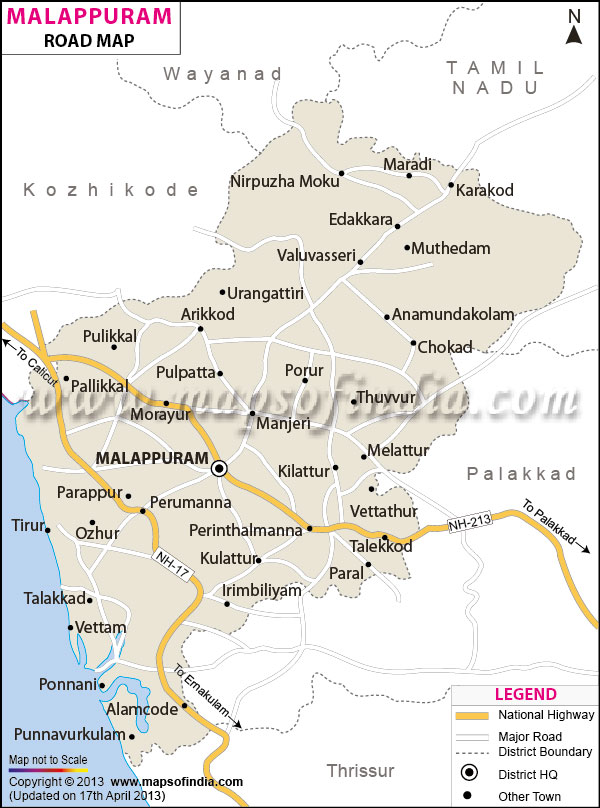 MALAPPURAM
ROAD MAP
N
Wayanad
TAMIL
NADU
Kozhikode
Maradi
Nirpuzha Moku
Karakod
Edakkara
Muthedam
Valuvasseri
Urangattiri
Arikkod
Anamundakolam
Pulikkal
Chokad
To Calicut
Pallikkal
Pulpatta
Porur
www.mapsofindia.com
Thuvvur
Morayur
Manjeri
MALAPPURAM
Melattur
Kilattur
Palakkad
Parappur
Perumanna
Vettathur
To Palakkad
Tirur
Ozhur
Perinthalmanna
NH-213
Talekkod
NH-17
Kulattur
Paral
Irimbiliyam
Talakkad
Vettam
Ponnani
To Ernakulam
Alamcode
Punnavurkulam
Thrissur
LEGEND
National Highway
Major Road
District Boundary
District HQ
Other Town
Map not to Scale
Copyright © 2013 www.mapsofindia.com
(Updated on 17th April 2013)